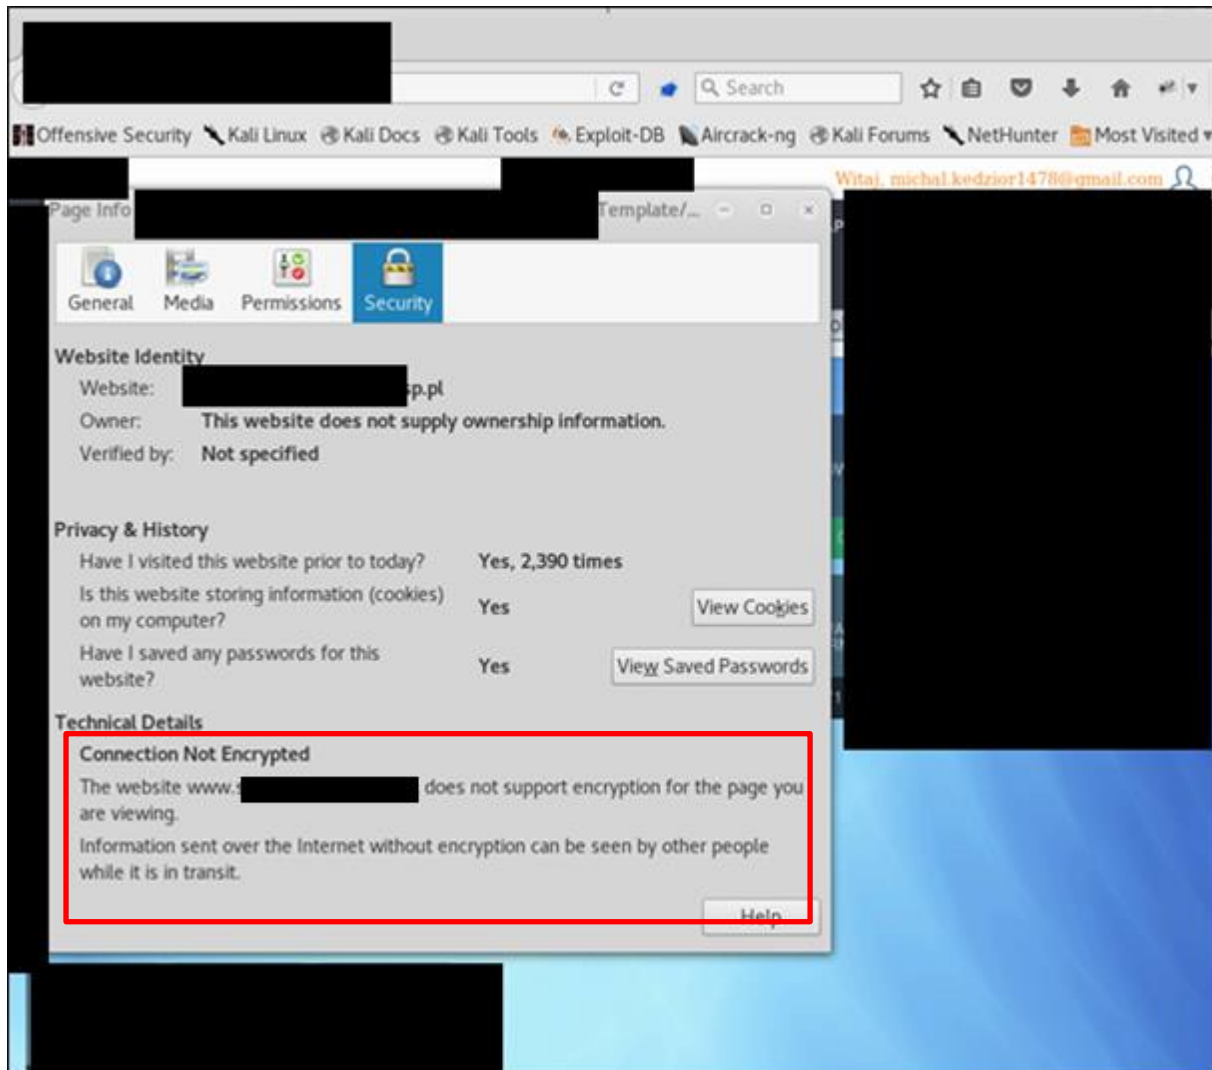 Search
Offensive Security Kali Linux Kali Docs Kali Tools Exploit-DB Aircrack-ng Kali Forums NetHunter Most Visited
Witaj, michal.kedzior1478@gmail.com
Page Info Template/...
General Media Permissions Security
Website Identity
Website: sp.pl
Owner: This website does not supply ownership information.
Verified by: Not specified
Privacy & History
Have I visited this website prior to today? Yes, 2,390 times
Is this website storing information (cookies)
on my computer? Yes View Cookies
Have I saved any passwords for this
website? Yes View Saved Passwords
Technical Details
Connection Not Encrypted
The website www.s does not support encryption for the page you
are viewing.
Information sent over the Internet without encryption can be seen by other people
while it is in transit.
Help